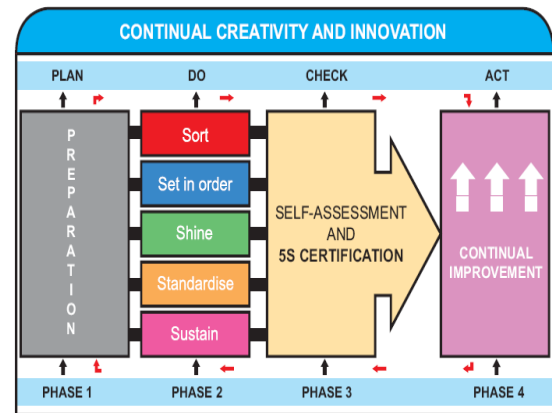 CONTINUAL CREATIVITY AND INNOVATION
PLAN DO CHECK ACT
PREPARATION
Sort
Set in order
Shine
Standardise
Sustain
SELF-ASSESSMENT
AND
5S CERTIFICATION
CONTINUAL
IMPROVEMENT
PHASE 1 PHASE 2 PHASE 3 PHASE 4